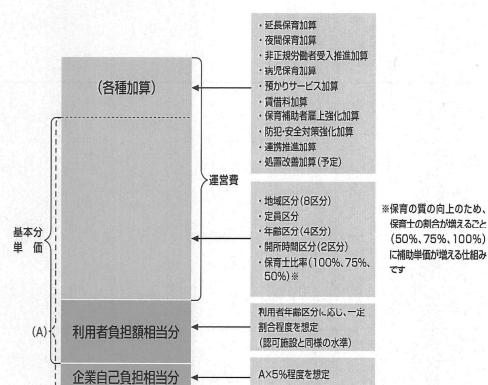 ・延長保育加算
・夜間保育加算
・非正規労働者受入推進加算
・病児保育加算
・預かりサービス加算
・賃借料加算
・保育補助者雇上強化加算
・防犯・安全対策強化加算
・連携推進加算
・処置改善加算(予定)
(各種加算)
運営費
・地域区分(8区分)
・定員区分
・年齢区分(4区分)
・開所時間区分(2区分)
・保育士比率(100%、75%、
50%)※
※保育の質の向上のため、
保育士の割合が増えるごと
(50%、75%、100%)
に補助単価が増える仕組み
です
基本分
単価
(A)
利用者負担額相当分
利用者年齢区分に応じ、一定
割合程度を想定
(認可施設と同様の水準)
企業自己負担相当分
A×5%程度を想定